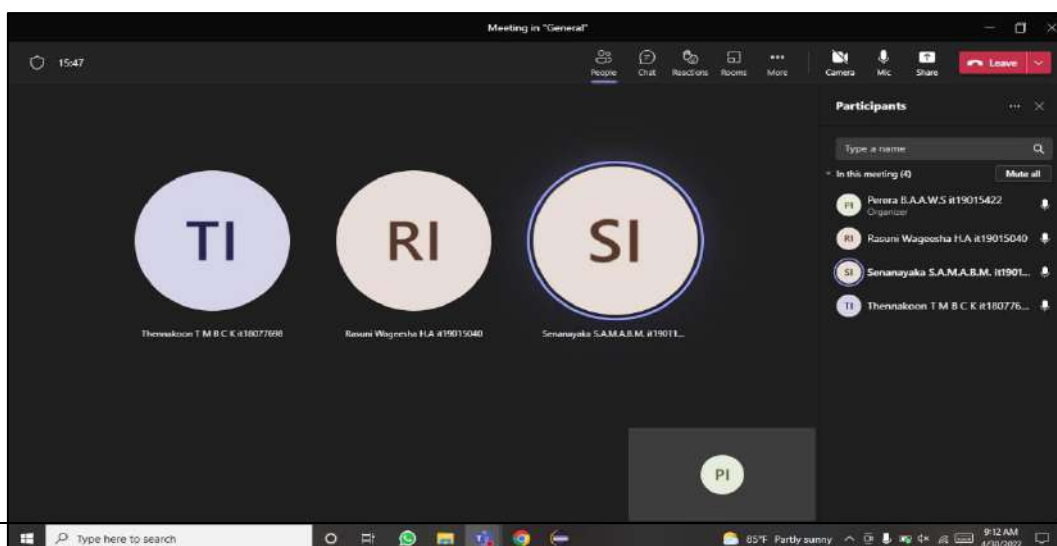 Meeting in "General"
15:47
People Chat Reactions Rooms More Camera Mic Share Leave
Participants
Type a name
In this meeting (4) Mute all
PI Perera B.A.A.W.S it19015422
Organizer
RI Rasuni Wageesha H.A it19015040
SI Senanayaka S.A.M.A.B.M. it1901...
TI Thennakoon T M B C K it180776...
TI
RI
SI
Thennakoon T M B C K it18077698
Rasuni Wageesha H.A it19015040
Senanayaka S.A.M.A.B.M. it19011...
PI
Type here to search
85°F Partly sunny
9:12 AM
4/30/2022